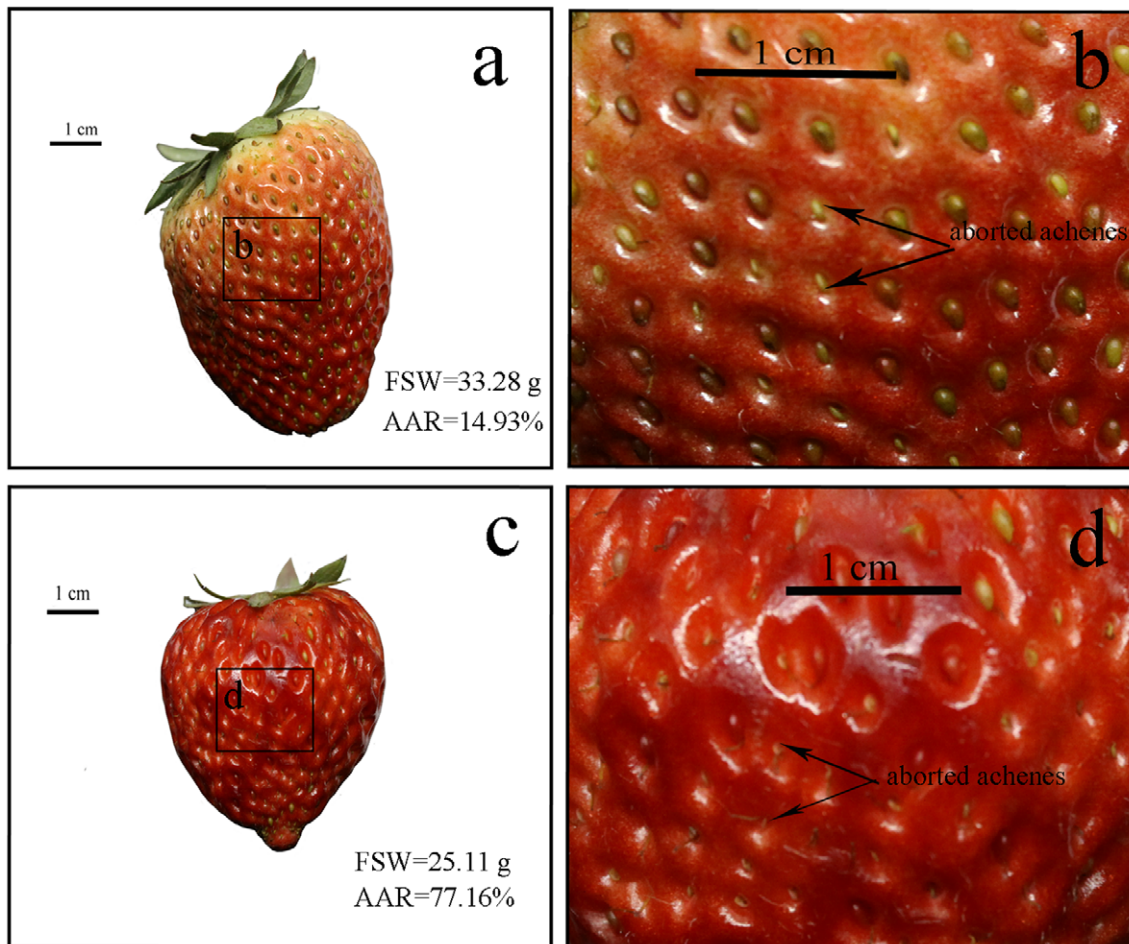 a
1 cm
b
FSW=33.28 g
AAR=14.93%
b
1 cm
aborted achenes
c
1 cm
d
FSW=25.11 g
AAR=77.16%
d
1 cm
aborted achenes